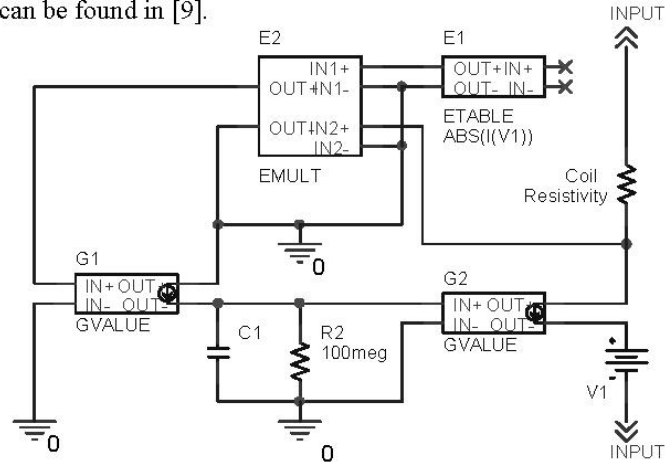 can be found in [9].
INPUT
E2
E1
IN1+
OUT+IN1-
OUT-IN2+
IN2-
EMULT
OUT+IN+
OUT- IN-
ETABLE
ABS(I(V1))
Coil
Resistivity
0
G1
IN+ OUT+
IN- OUT-
GVALUE
G2
IN+ OUT+
IN- OUT-
GVALUE
C1
R2
100meg
V1
0
0
INPUT